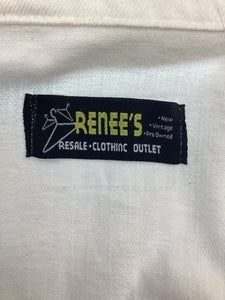 RENEE'S
• New
• Vintage
• Pre Owned
RESALE • CLOTHING OUTLET